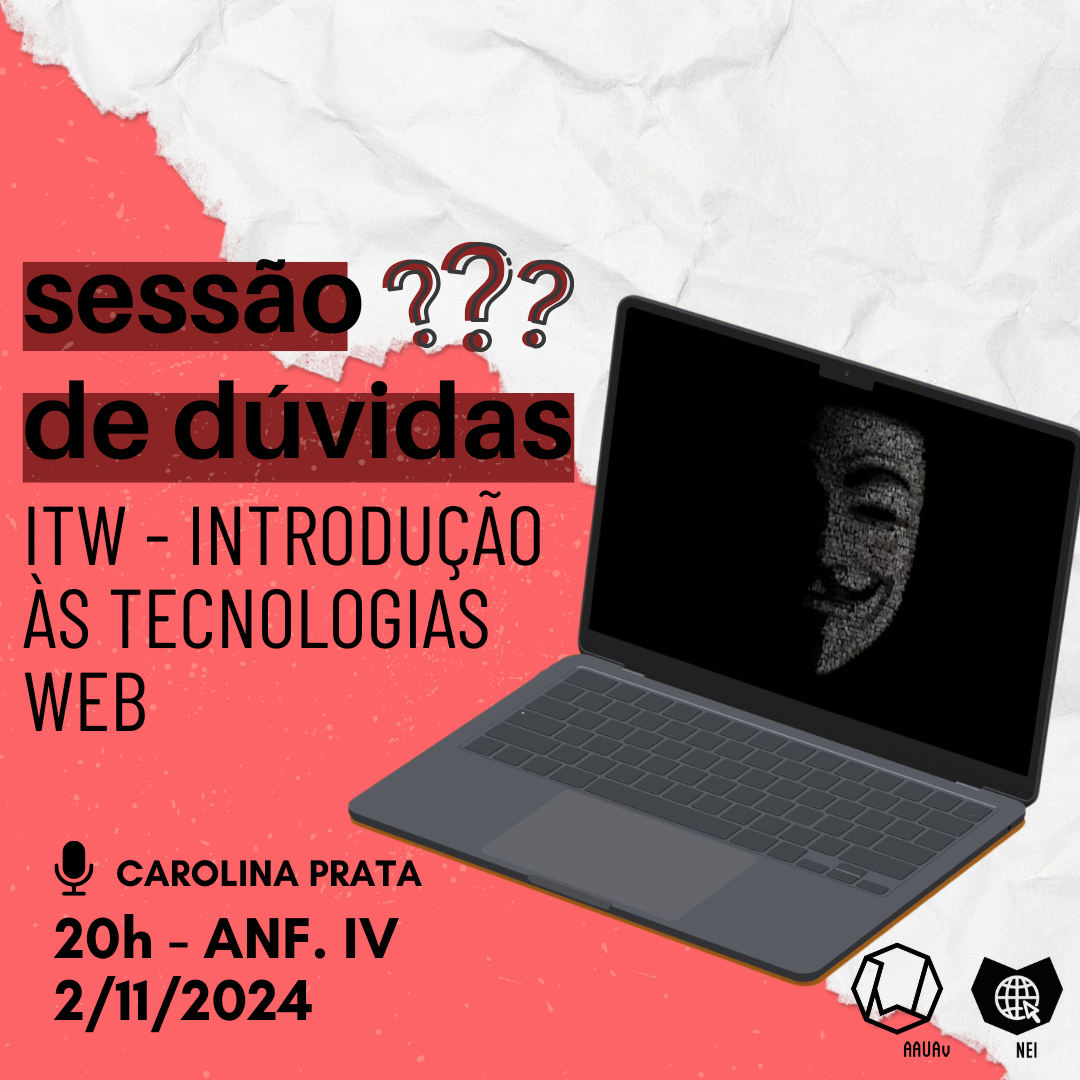 sessão ???
de dúvidas
ITW - INTRODUÇÃO
ÀS TECNOLOGIAS
WEB
CAROLINA PRATA
20h - ANF. IV
2/11/2024
AAUAv
NEI